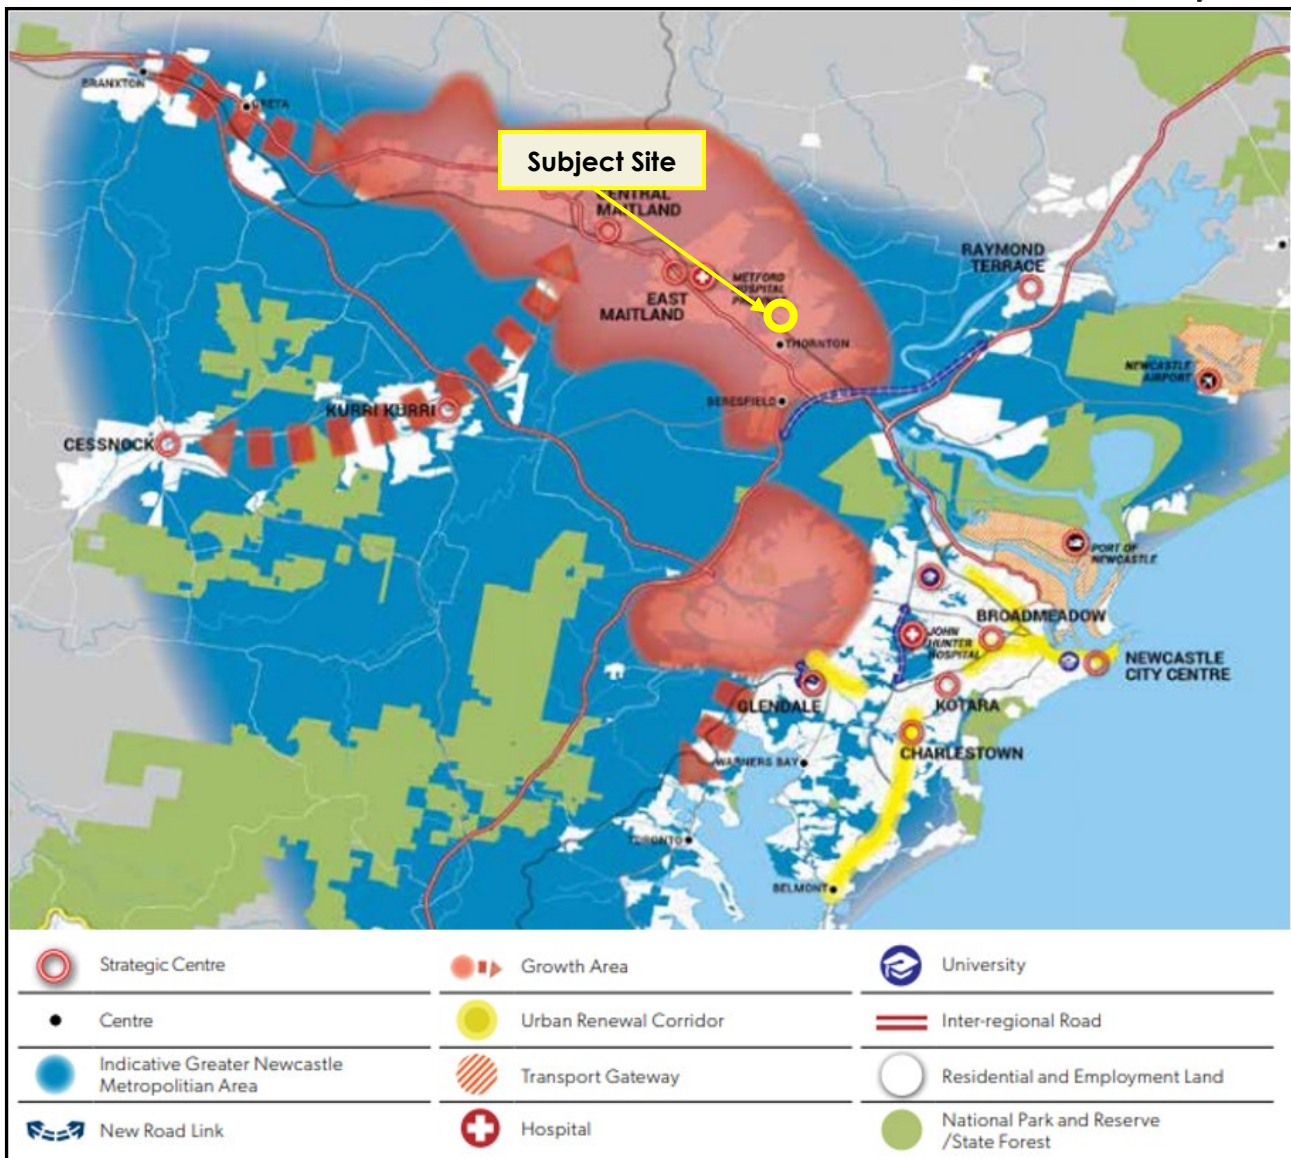 BRANXTON
GRETA
Subject Site
CENTRAL
MAITLAND
RAYMOND
TERRACE
METFORD
HOSPITAL
EAST
MAITLAND
THORNTON
NEWCASTLE
AIRPORT
BERESFIELD
KURRI KURRI
CESSNOCK
PORT OF
NEWCASTLE
BROADMEADOW
JOHN
HUNTER
HOSPITAL
NEWCASTLE
CITY CENTRE
GLENDALE
KOTARA
CHARLESTOWN
WARNERS BAY
TORONTO
BELMONT
Strategic Centre
Growth Area
University
Centre
Urban Renewal Corridor
Inter-regional Road
Indicative Greater Newcastle
Metropolitian Area
Transport Gateway
Residential and Employment Land
New Road Link
Hospital
National Park and Reserve
/State Forest